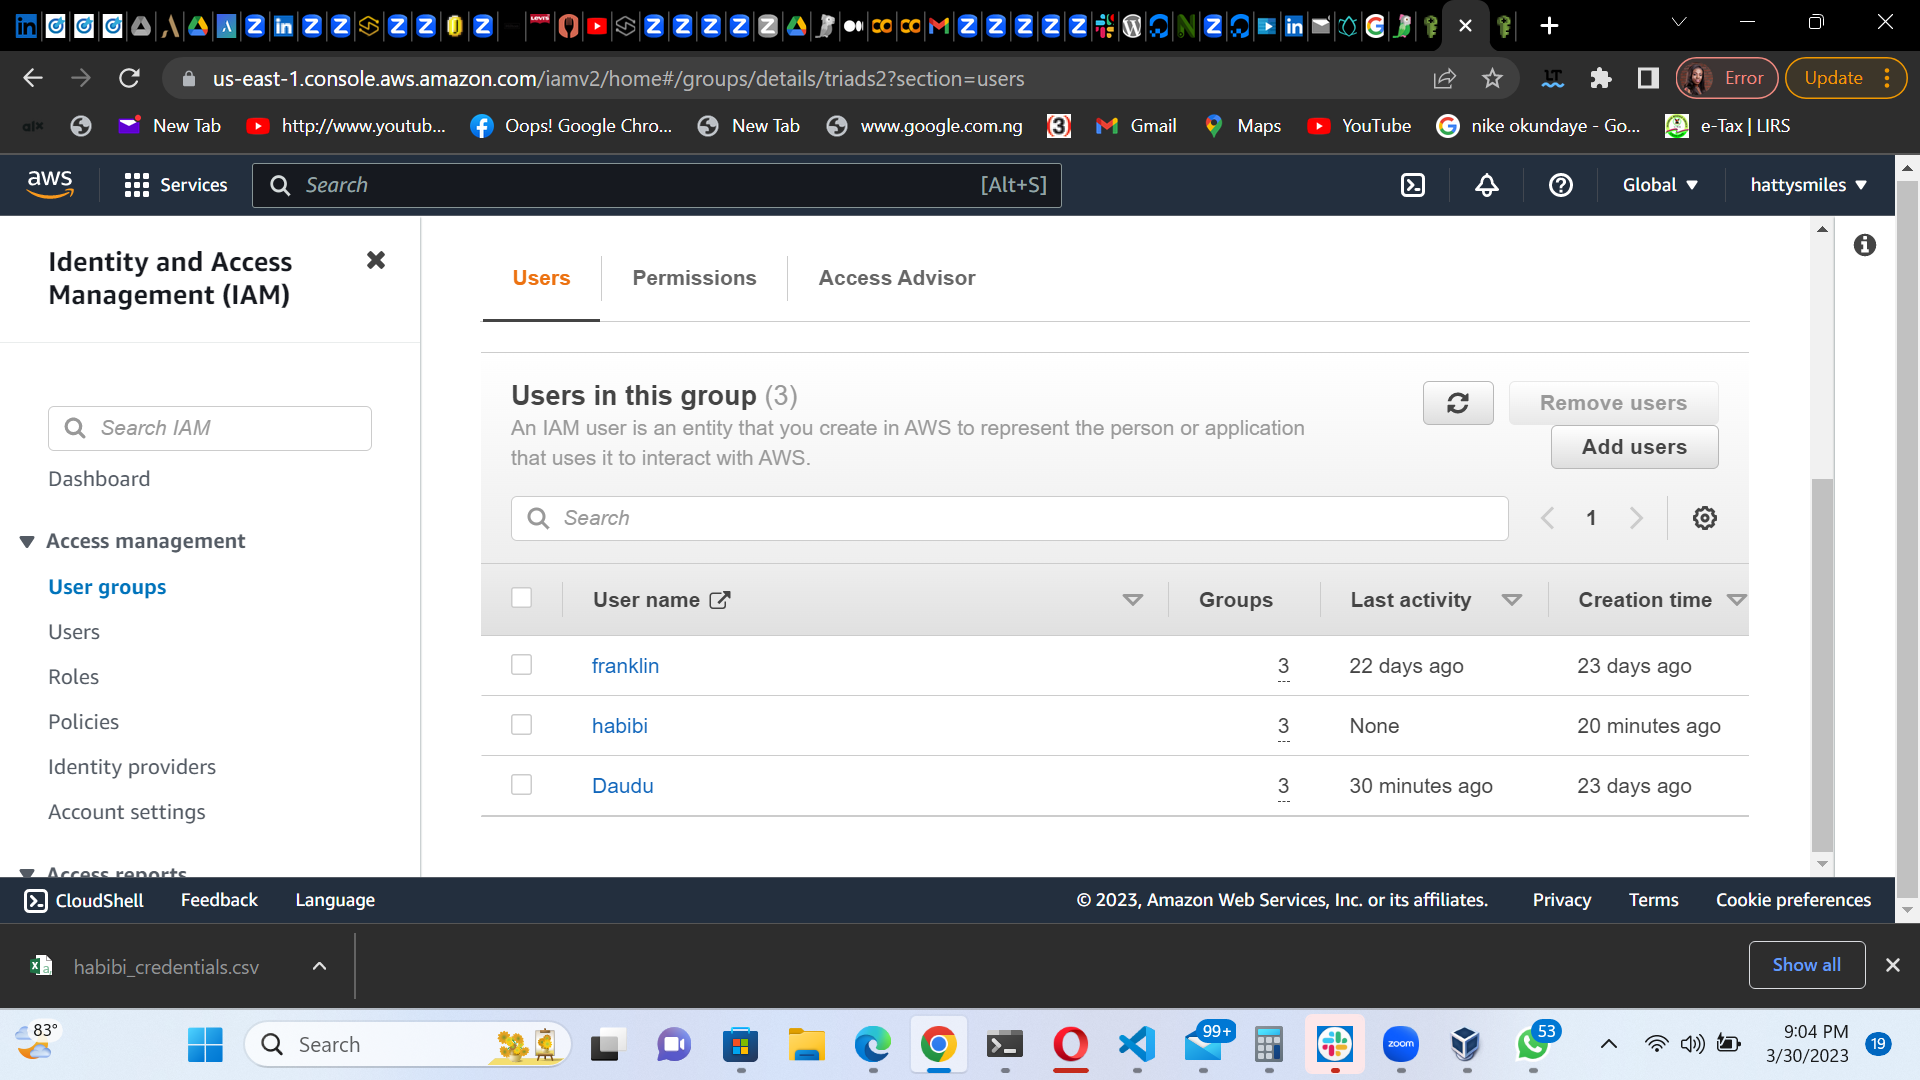 us-east-1.console.aws.amazon.com/iamv2/home#/groups/details/triads2?section=users
Error
Update
alx
New Tab
http://www.youtub...
Oops! Google Chro...
New Tab
www.google.com.ng
Gmail
Maps
YouTube
nike okundaye - Go...
e-Tax | LIRS
aws
Services
Search
[Alt+S]
Global
hattysmiles
Identity and Access
Management (IAM)
Search IAM
Dashboard
Access management
User groups
Users
Roles
Policies
Identity providers
Account settings
Access reports
Users
Permissions
Access Advisor
Users in this group (3)
An IAM user is an entity that you create in AWS to represent the person or application
that uses it to interact with AWS.
Remove users
Add users
Search
1
User name Groups Last activity Creation time
franklin 3 22 days ago 23 days ago
habibi 3 None 20 minutes ago
Daudu 3 30 minutes ago 23 days ago
CloudShell
Feedback
Language
© 2023, Amazon Web Services, Inc. or its affiliates.
Privacy
Terms
Cookie preferences
habibi_credentials.csv
Show all
83°
Search
99+
zoom
53
9:04 PM
3/30/2023
19